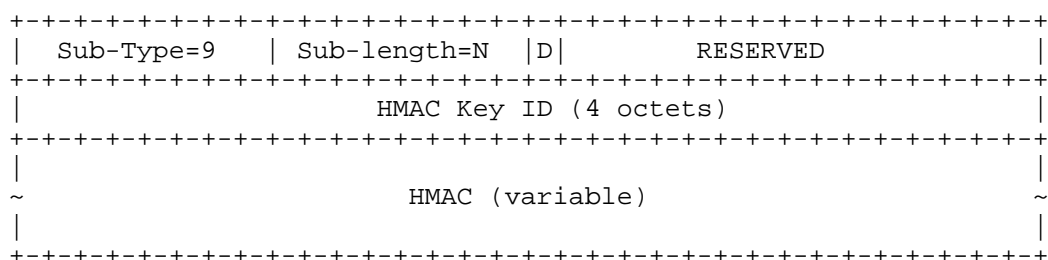 +-+-+-+-+-+-+-+-+-+-+-+-+-+-+-+-+-+-+-+-+-+-+-+-+-+-+-+-+-+-+-+-+
|  Sub-Type=9   | Sub-length=N  |D|        RESERVED             |
+-+-+-+-+-+-+-+-+-+-+-+-+-+-+-+-+-+-+-+-+-+-+-+-+-+-+-+-+-+-+-+-+
|                      HMAC Key ID (4 octets)                   |
+-+-+-+-+-+-+-+-+-+-+-+-+-+-+-+-+-+-+-+-+-+-+-+-+-+-+-+-+-+-+-+-+
|                                                               |
~                        HMAC (variable)                        ~
|                                                               |
+-+-+-+-+-+-+-+-+-+-+-+-+-+-+-+-+-+-+-+-+-+-+-+-+-+-+-+-+-+-+-+-+